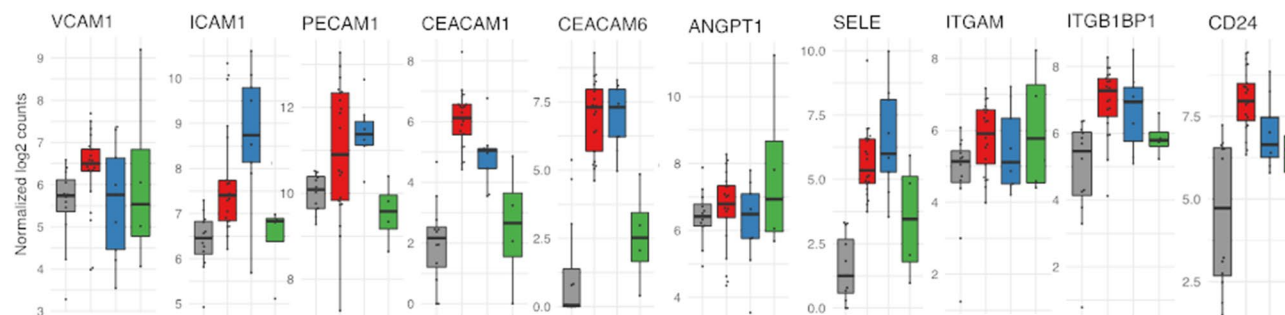 VCAM1 ICAM1 PECAM1 CEACAM1 CEACAM6 ANGPT1 SELE ITGAM ITGB1BP1 CD24
Normalized log2 counts
9 8 7 6 5 4 3
10 9 8 7 6 5
12 10 8
8 6 4 2 0
7.5 5.0 2.5 0.0
10 8 6 4
10.0 7.5 5.0 2.5 0.0
8 6 4 2
8 6 4 2
7.5 5.0 2.5